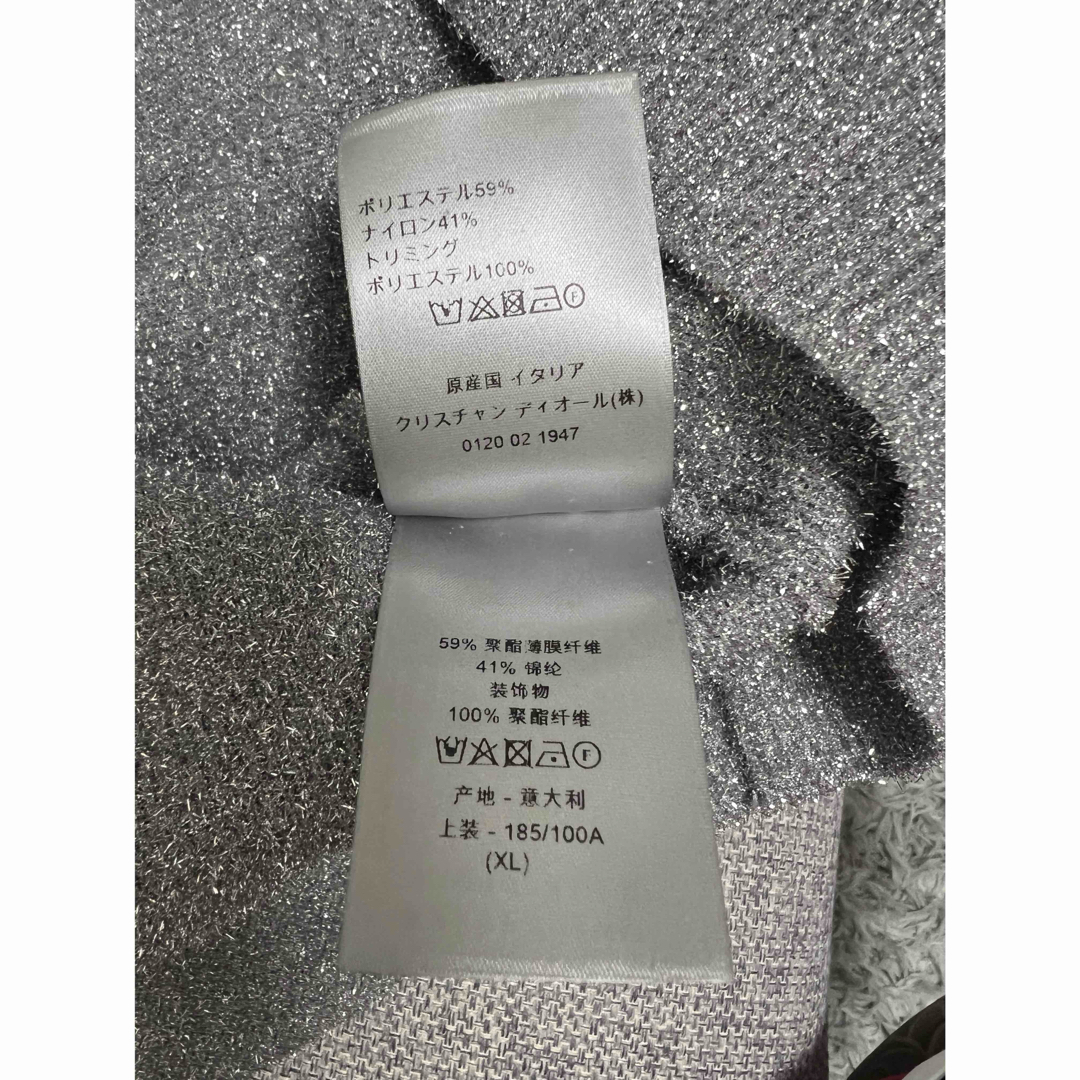 ポリエステル59%
ナイロン41%
トリミング
ポリエステル100%
F
原産国 イタリア
クリスチャン ディオール(株)
0120 02 1947
59% 聚酯薄膜纤维
41% 锦纶
装饰物
100% 聚酯纤维
F
产地 - 意大利
上装 - 185/100A
(XL)